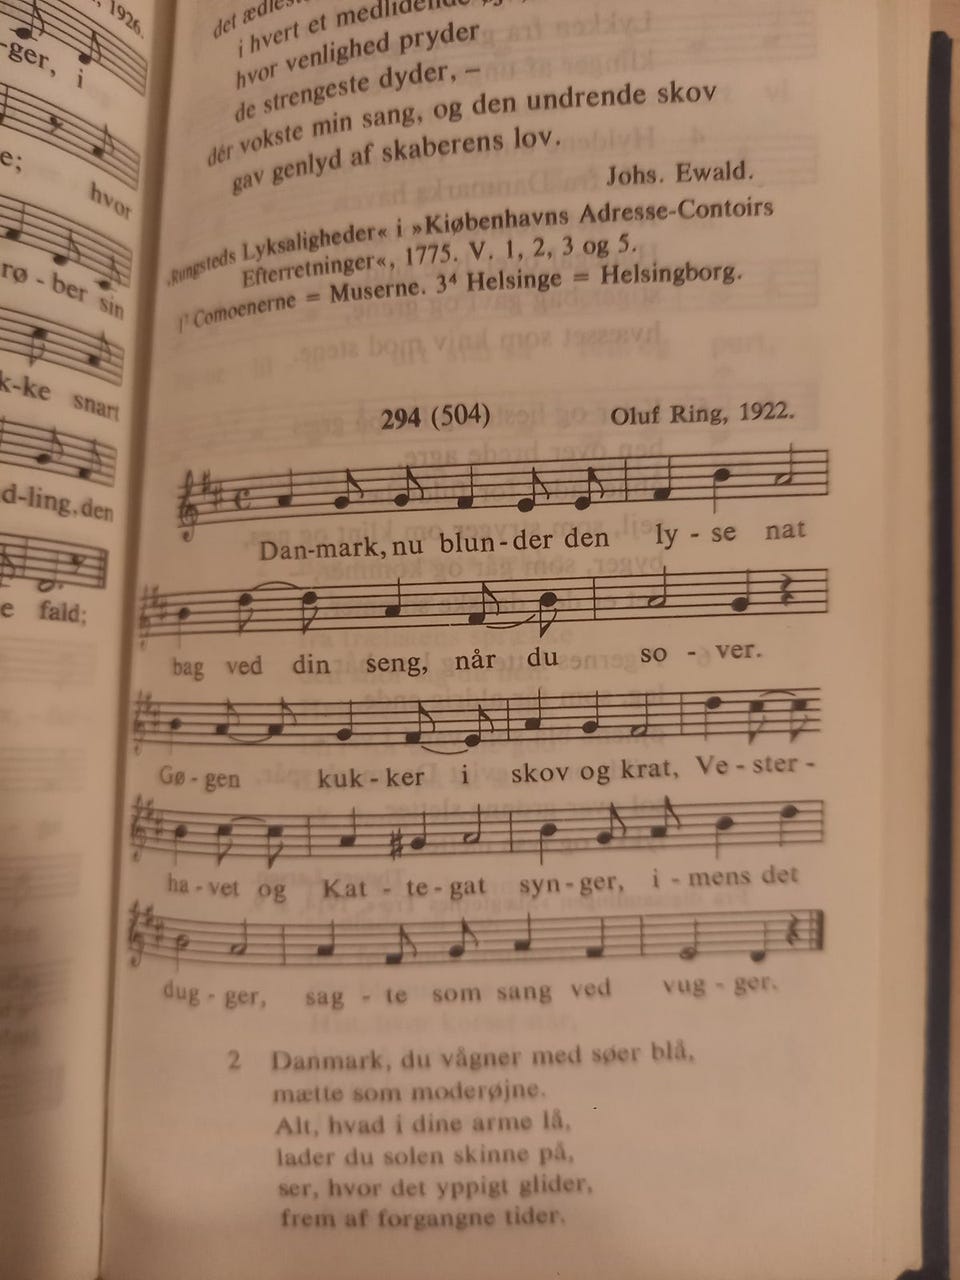 1926.
-ger, i
e;
hvor
rø-ber sin
k-ke snart
d-ling, den
e fald;
det ædleste
i hvert et medlidende
hvor venlighed pryder
de strengeste dyder, –
dér vokste min sang, og den undrende skov
gav genlyd af skaberens lov.
Johs. Ewald.
»Rungsteds Lyksaligheder« i »Kiøbenhavns Adresse-Contoirs
Efterretninger«, 1775. V. 1, 2, 3 og 5.
Comoenerne = Muserne. 3⁴ Helsinge = Helsingborg.
294 (504)
Oluf Ring, 1922.
Dan-mark, nu blun-der den ly-se nat
bag ved din seng, når du so-ver.
Gø-gen kuk-ker i skov og krat, Ve-ster-
ha-vet og Kat-te-gat syn-ger, i-mens det
dug-ger, sag-te som sang ved vug-ger.
2 Danmark, du vågner med søer blå,
mætte som moderøjne.
Alt, hvad i dine arme lå,
lader du solen skinne på,
ser, hvor det yppigt glider,
frem af forgangne tider.